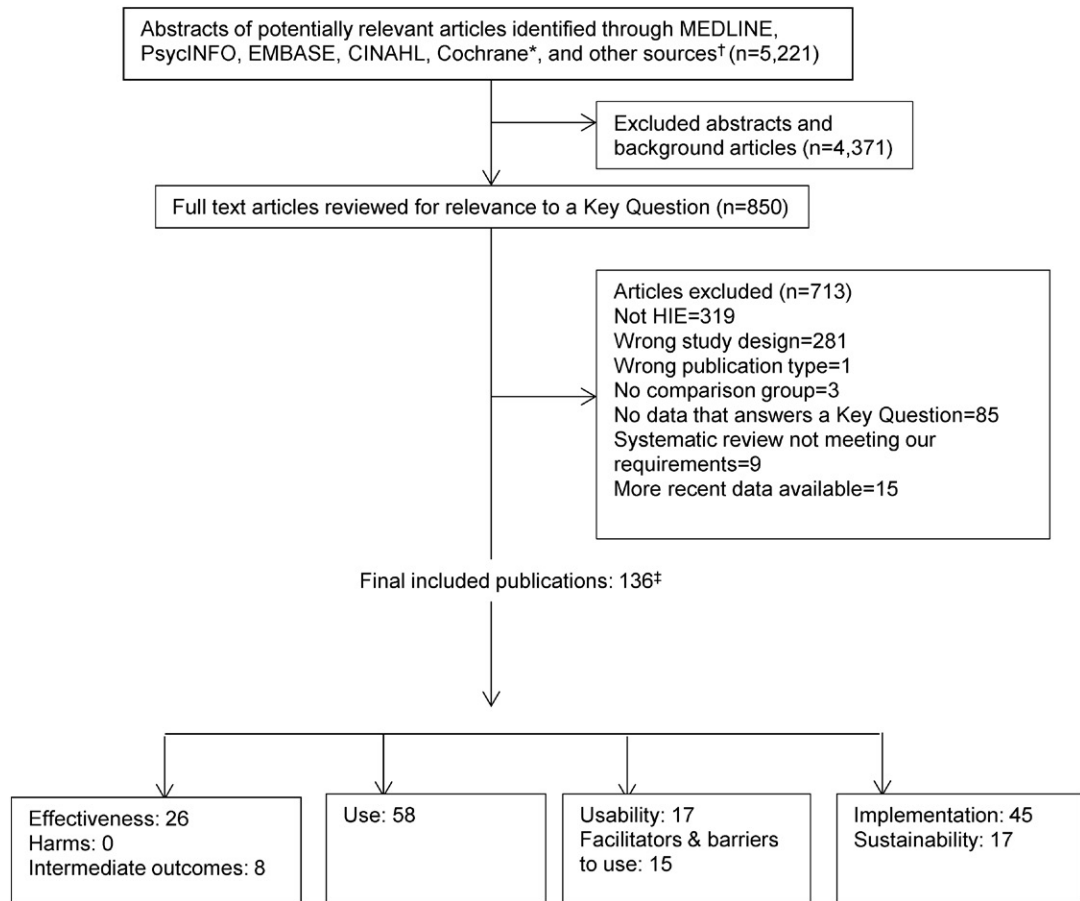 Abstracts of potentially relevant articles identified through MEDLINE,
PsycINFO, EMBASE, CINAHL, Cochrane*, and other sources† (n=5,221)
Excluded abstracts and
background articles (n=4,371)
Full text articles reviewed for relevance to a Key Question (n=850)
Articles excluded (n=713)
Not HIE=319
Wrong study design=281
Wrong publication type=1
No comparison group=3
No data that answers a Key Question=85
Systematic review not meeting our
requirements=9
More recent data available=15
Final included publications: 136‡
Effectiveness: 26
Harms: 0
Intermediate outcomes: 8
Use: 58
Usability: 17
Facilitators & barriers
to use: 15
Implementation: 45
Sustainability: 17